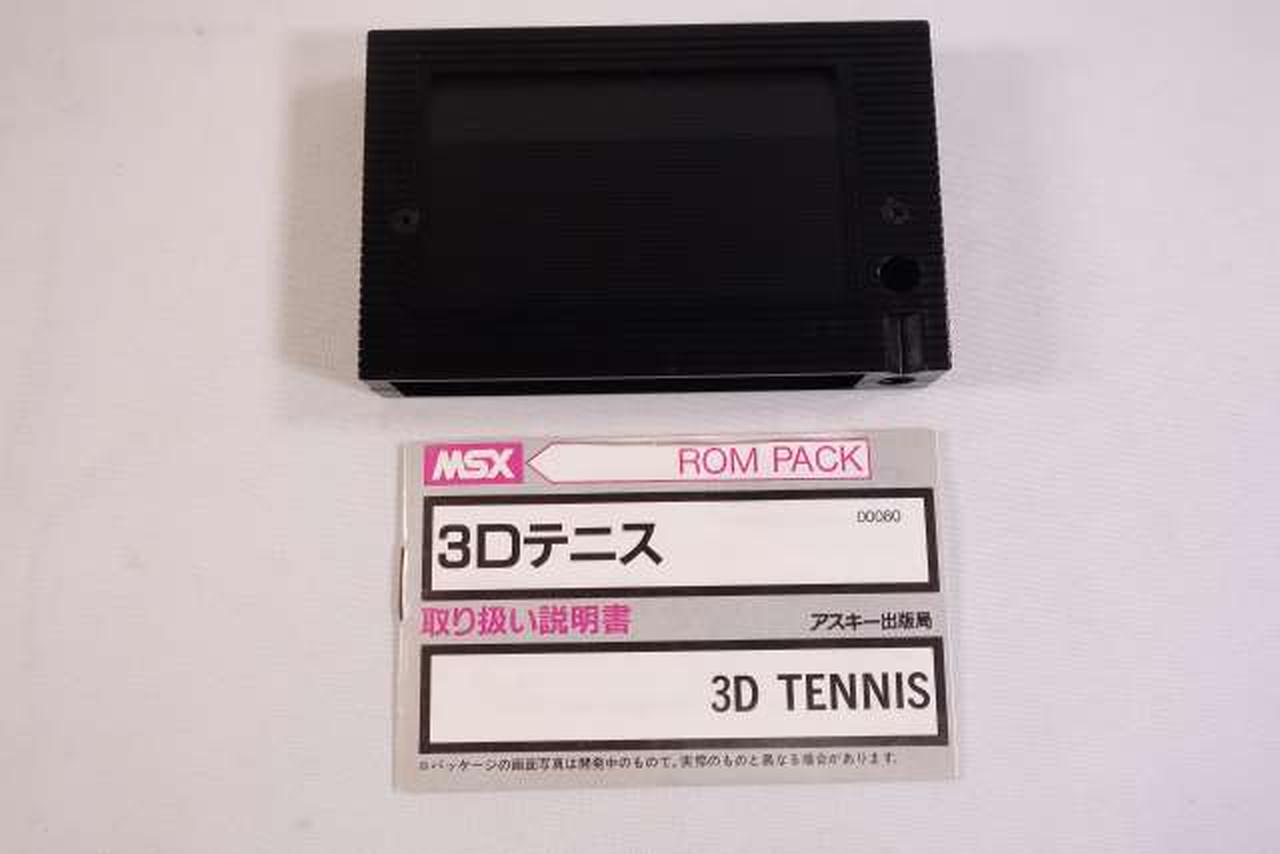 MSX ROM PACK
00080
3Dテニス
取り扱い説明書
アスキー出版局
3D TENNIS
※パッケージの画面写真は開発中のもので、実際のものと異なる場合があります。